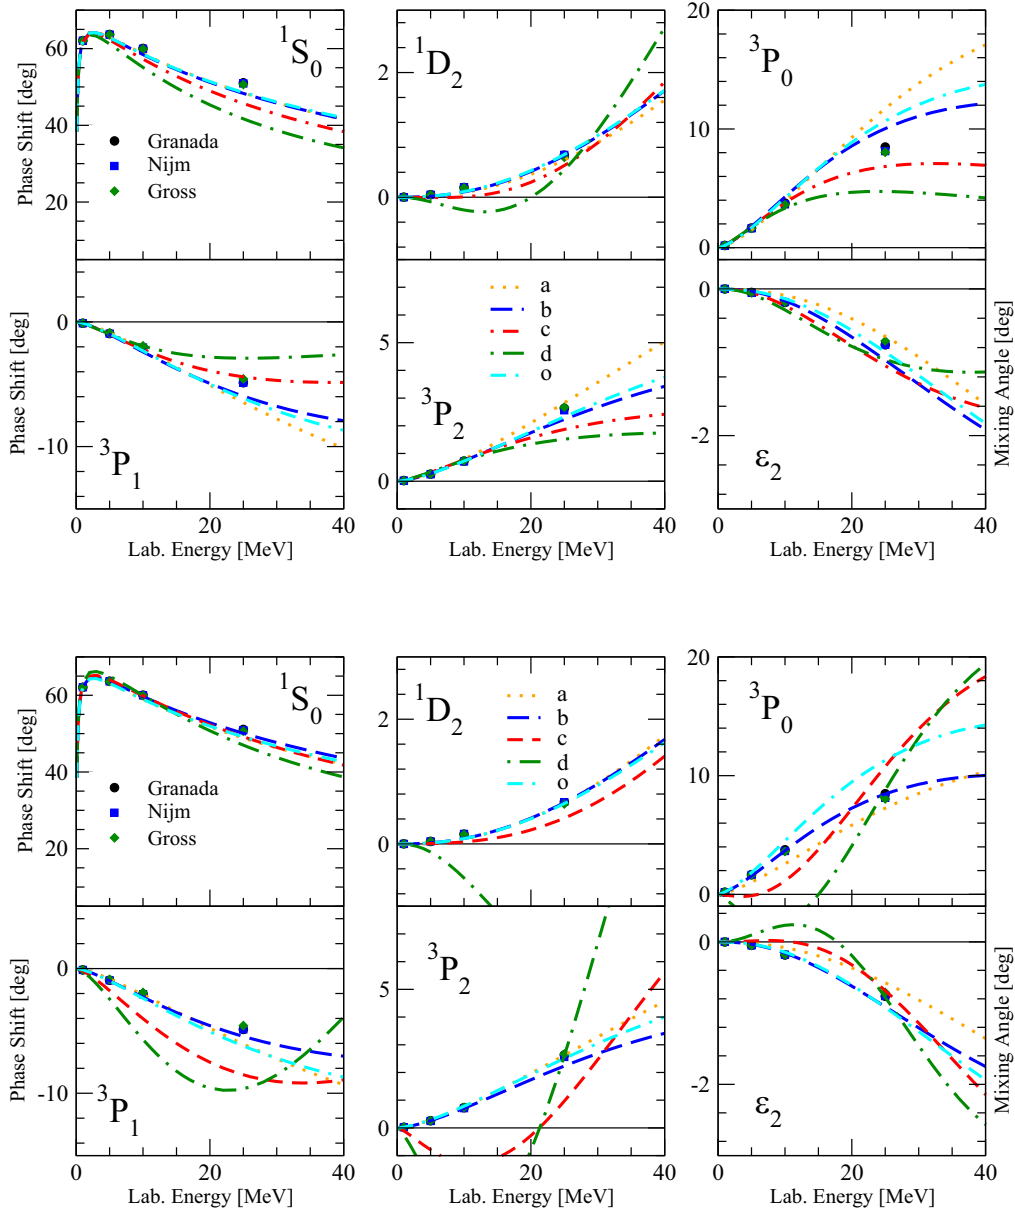 60
40
20
Phase Shift [deg]
Granada
Nijm
Gross
1S0
2
0
1D2
20
10
0
3P0
0
-10
Phase Shift [deg]
3P1
0 20 40
Lab. Energy [MeV]
5
0
a
b
c
d
o
3P2
0 20 40
Lab. Energy [MeV]
0
-2
Mixing Angle [deg]
ε2
0 20 40
Lab. Energy [MeV]
60
40
20
Phase Shift [deg]
Granada
Nijm
Gross
1S0
2
0
1D2
a
b
c
d
o
20
10
0
3P0
0
-10
Phase Shift [deg]
3P1
0 20 40
Lab. Energy [MeV]
5
0
3P2
0 20 40
Lab. Energy [MeV]
0
-2
Mixing Angle [deg]
ε2
0 20 40
Lab. Energy [MeV]